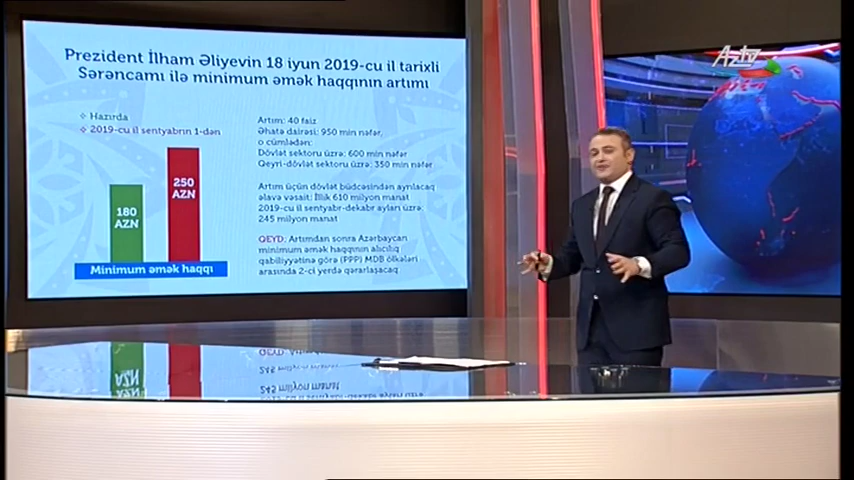 Prezident İlham Əliyevin 18 iyun 2019-cu il tarixli
Sərəncamı ilə minimum əmək haqqının artımı
Hazırda
2019-cu il sentyabrın 1-dən
180
AZN
250
AZN
Minimum əmək haqqı
Artım: 40 faiz
Əhatə dairəsi: 950 min nəfər,
o cümlədən:
Dövlət sektoru üzrə: 600 min nəfər
Qeyri-dövlət sektoru üzrə: 350 min nəfər
Artım üçün dövlət büdcəsindən ayrılacaq
əlavə vəsait: İllik 610 milyon manat
2019-cu il sentyabr-dekabr ayları üzrə:
245 milyon manat
QEYD: Artımdan sonra Azərbaycan
minimum əmək haqqının alıcılıq
qabiliyyətinə görə (PPP) MDB ölkələri
arasında 2-ci yerdə qərarlaşacaq
AzTV